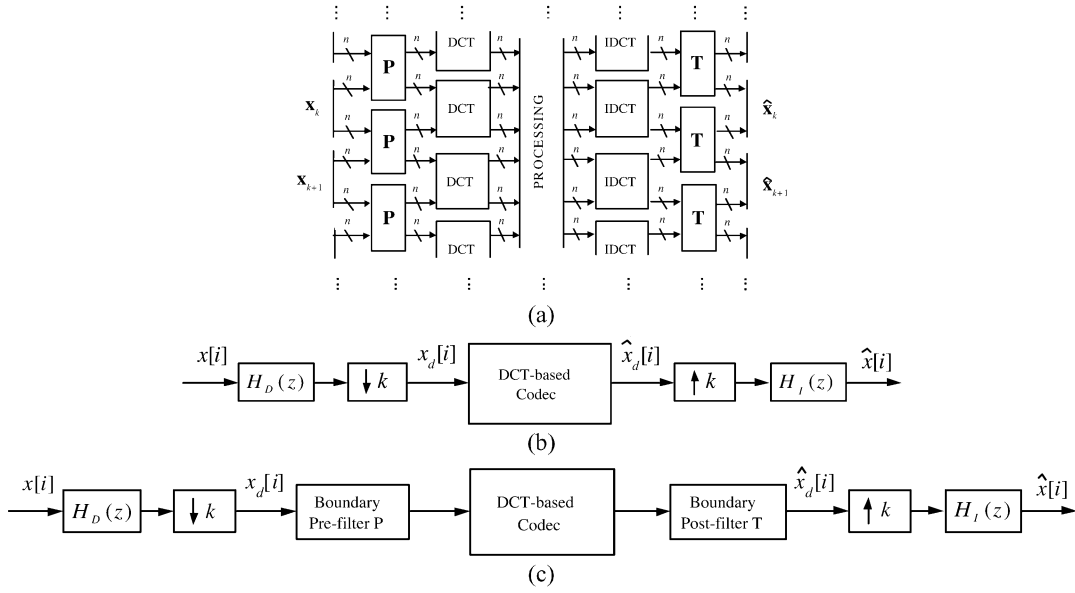 n n n n n n
P DCT PROCESSING IDCT T
n n n n n n
x_k DCT IDCT x̂_k
n n n n n n
P T
n n n n n n
x_{k+1} DCT IDCT x̂_{k+1}
n n n n n n
P T
n n n n n n
DCT IDCT
(a)
x[i] H_D(z) ↓ k x_d[i] DCT-based
Codec x̂_d[i] ↑ k H_I(z) x̂[i]
(b)
x[i] H_D(z) ↓ k x_d[i] Boundary
Pre-filter P DCT-based
Codec Boundary
Post-filter T x̂_d[i] ↑ k H_I(z) x̂[i]
(c)